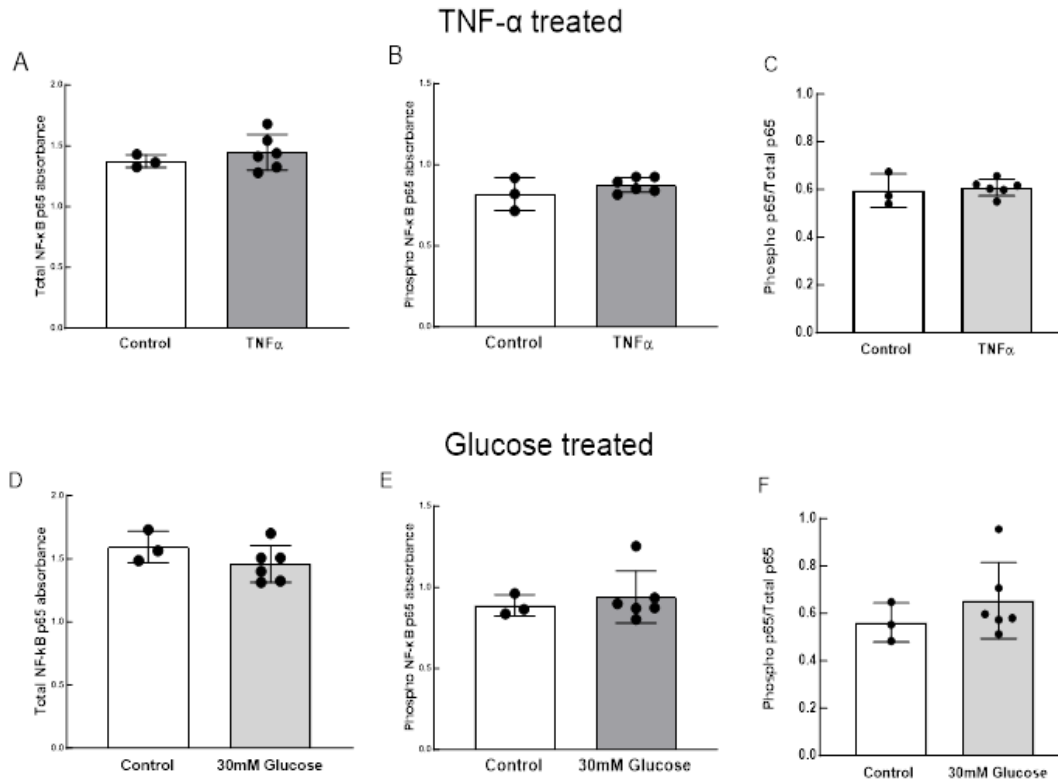 TNF-α treated
A
Total NF-κB p65 absorbance
2.0
1.5
1.0
0.5
0.0
Control TNFα
B
Phospho NF-κB p65 absorbance
1.5
1.0
0.5
0.0
Control TNFα
C
Phospho p65/Total p65
1.0
0.8
0.6
0.4
0.2
0.0
Control TNFα
Glucose treated
D
Total NF-κB p65 absorbance
2.0
1.5
1.0
0.5
0.0
Control 30mM Glucose
E
Phospho NF-κB p65 absorbance
1.5
1.0
0.5
0.0
Control 30mM Glucose
F
Phospho p65/Total p65
1.0
0.8
0.6
0.4
0.2
0.0
Control 30mM Glucose